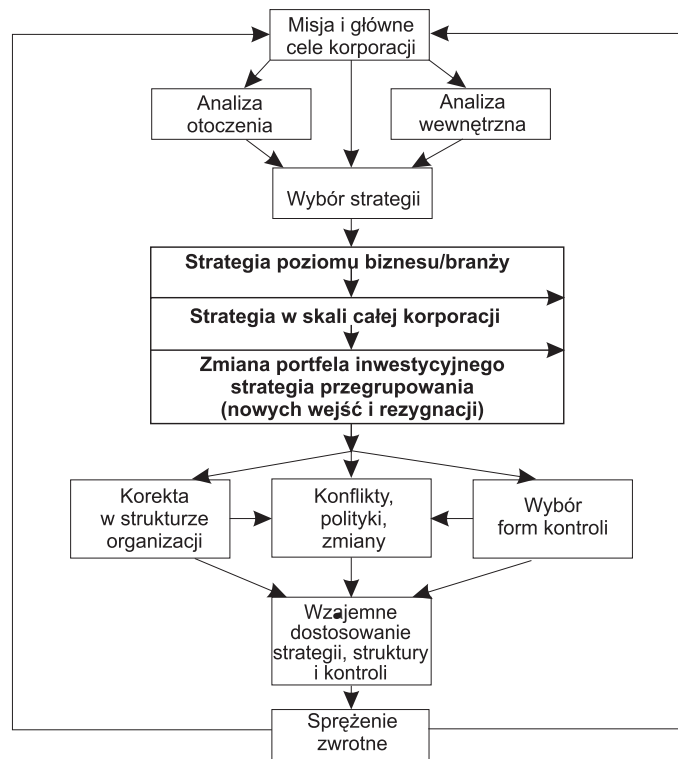 Misja i główne
cele korporacji
Analiza
otoczenia
Analiza
wewnętrzna
Wybór strategii
Strategia poziomu biznesu/branży
Strategia w skali całej korporacji
Zmiana portfela inwestycyjnego
strategia przegrupowania
(nowych wejść i rezygnacji)
Korekta
w strukturze
organizacji
Konflikty,
polityki,
zmiany
Wybór
form kontroli
Wzajemne
dostosowanie
strategii, struktury
i kontroli
Sprężenie
zwrotne